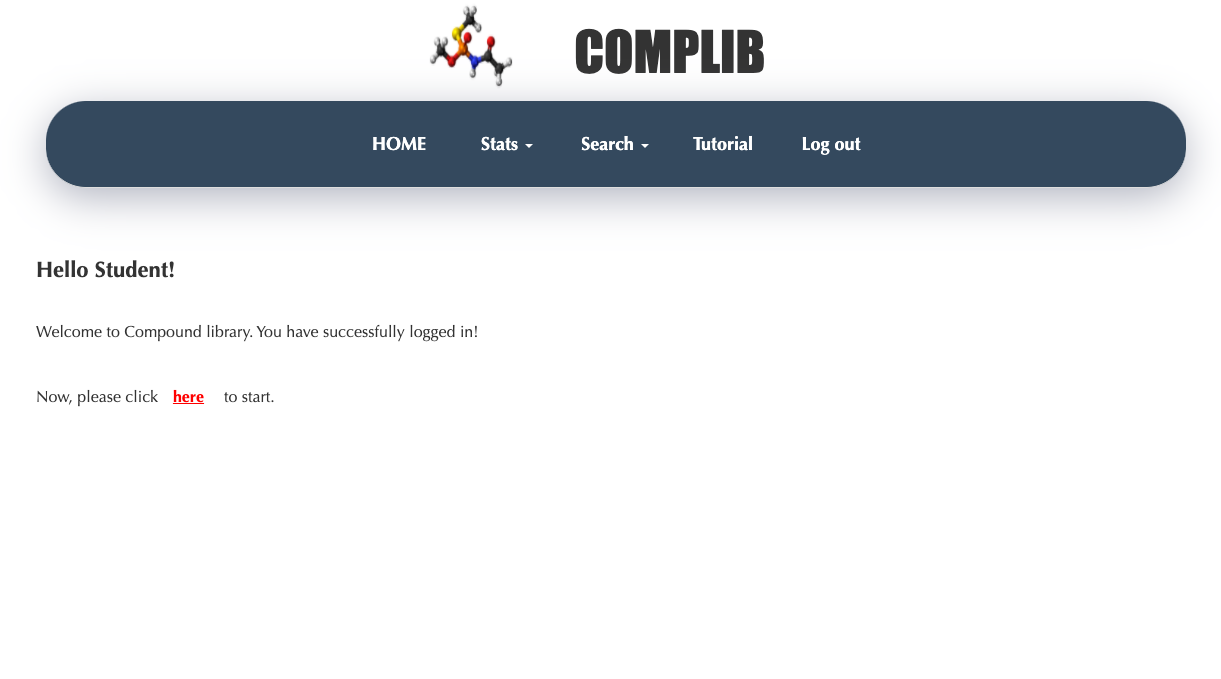 COMPLIB
HOME Stats Search Tutorial Log out
Hello Student!
Welcome to Compound library. You have successfully logged in!
Now, please click here to start.